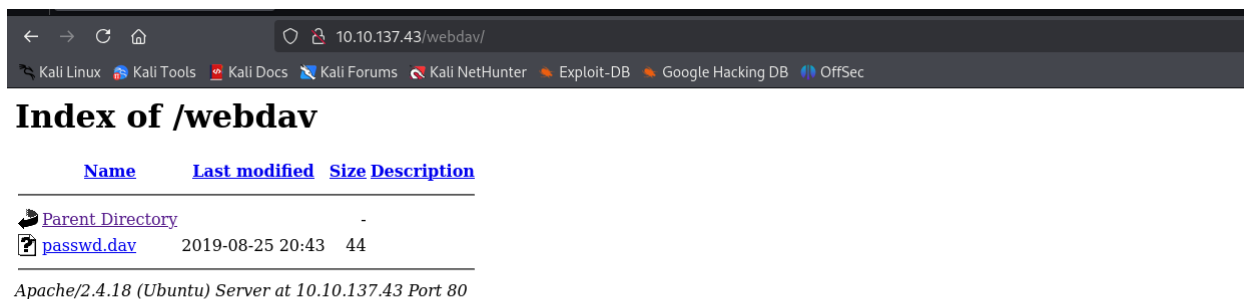 10.10.137.43/webdav/
Kali Linux Kali Tools Kali Docs Kali Forums Kali NetHunter Exploit-DB Google Hacking DB OffSec
Index of /webdav
Name Last modified Size Description
Parent Directory -
passwd.dav 2019-08-25 20:43 44
Apache/2.4.18 (Ubuntu) Server at 10.10.137.43 Port 80